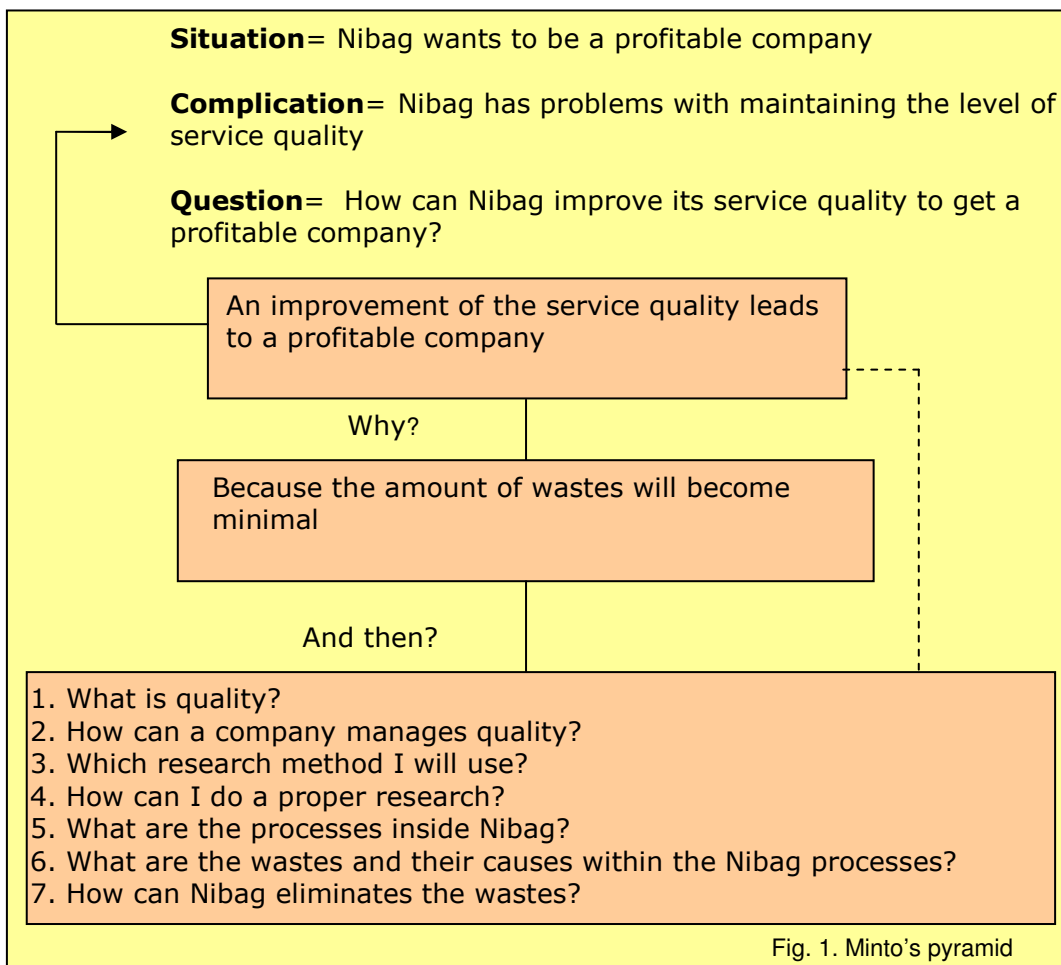 Situation= Nibag wants to be a profitable company
Complication= Nibag has problems with maintaining the level of
service quality
Question= How can Nibag improve its service quality to get a
profitable company?
An improvement of the service quality leads
to a profitable company
Why?
Because the amount of wastes will become
minimal
And then?
1. What is quality?
2. How can a company manages quality?
3. Which research method I will use?
4. How can I do a proper research?
5. What are the processes inside Nibag?
6. What are the wastes and their causes within the Nibag processes?
7. How can Nibag eliminates the wastes?
Fig. 1. Minto's pyramid